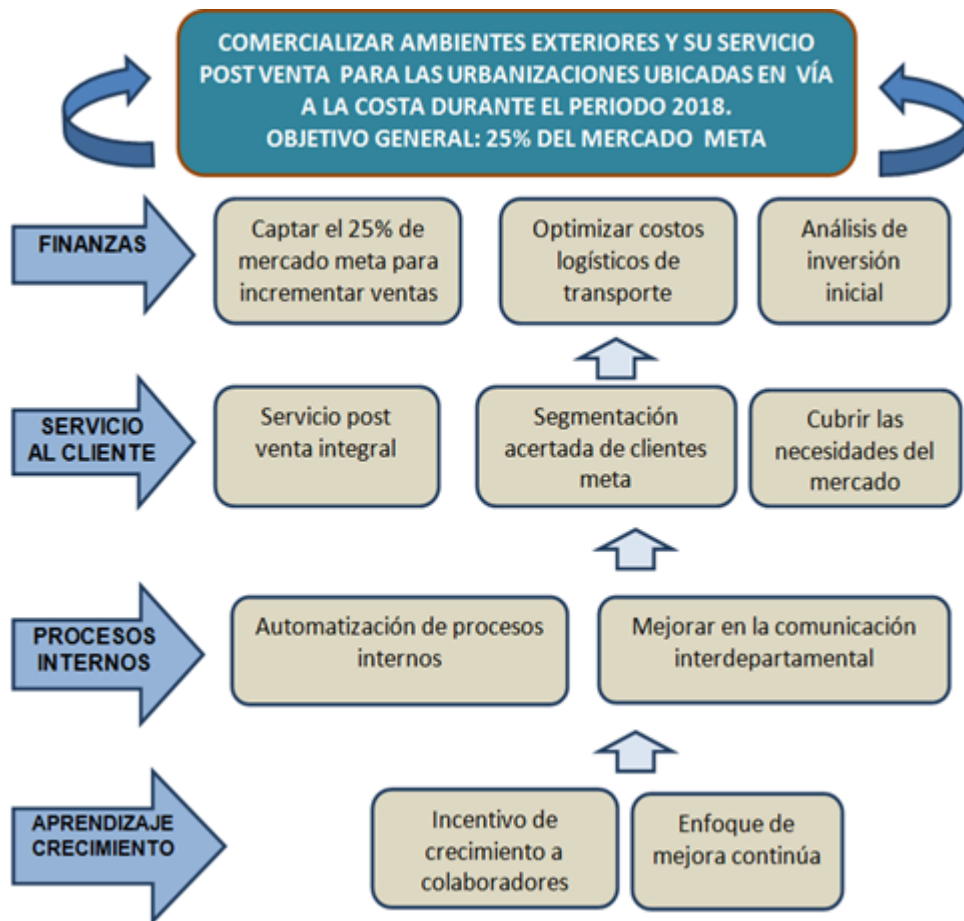 COMERCIALIZAR AMBIENTES EXTERIORES Y SU SERVICIO
POST VENTA PARA LAS URBANIZACIONES UBICADAS EN VÍA
A LA COSTA DURANTE EL PERIODO 2018.
OBJETIVO GENERAL: 25% DEL MERCADO META
FINANZAS
Captar el 25% de
mercado meta para
incrementar ventas
Optimizar costos
logísticos de
transporte
Análisis de
inversión
inicial
SERVICIO
AL CLIENTE
Servicio post
venta integral
Segmentación
acertada de clientes
meta
Cubrir las
necesidades del
mercado
PROCESOS
INTERNOS
Automatización de procesos
internos
Mejorar en la comunicación
interdepartamental
APRENDIZAJE
CRECIMIENTO
Incentivo de
crecimiento a
colaboradores
Enfoque de
mejora continúa